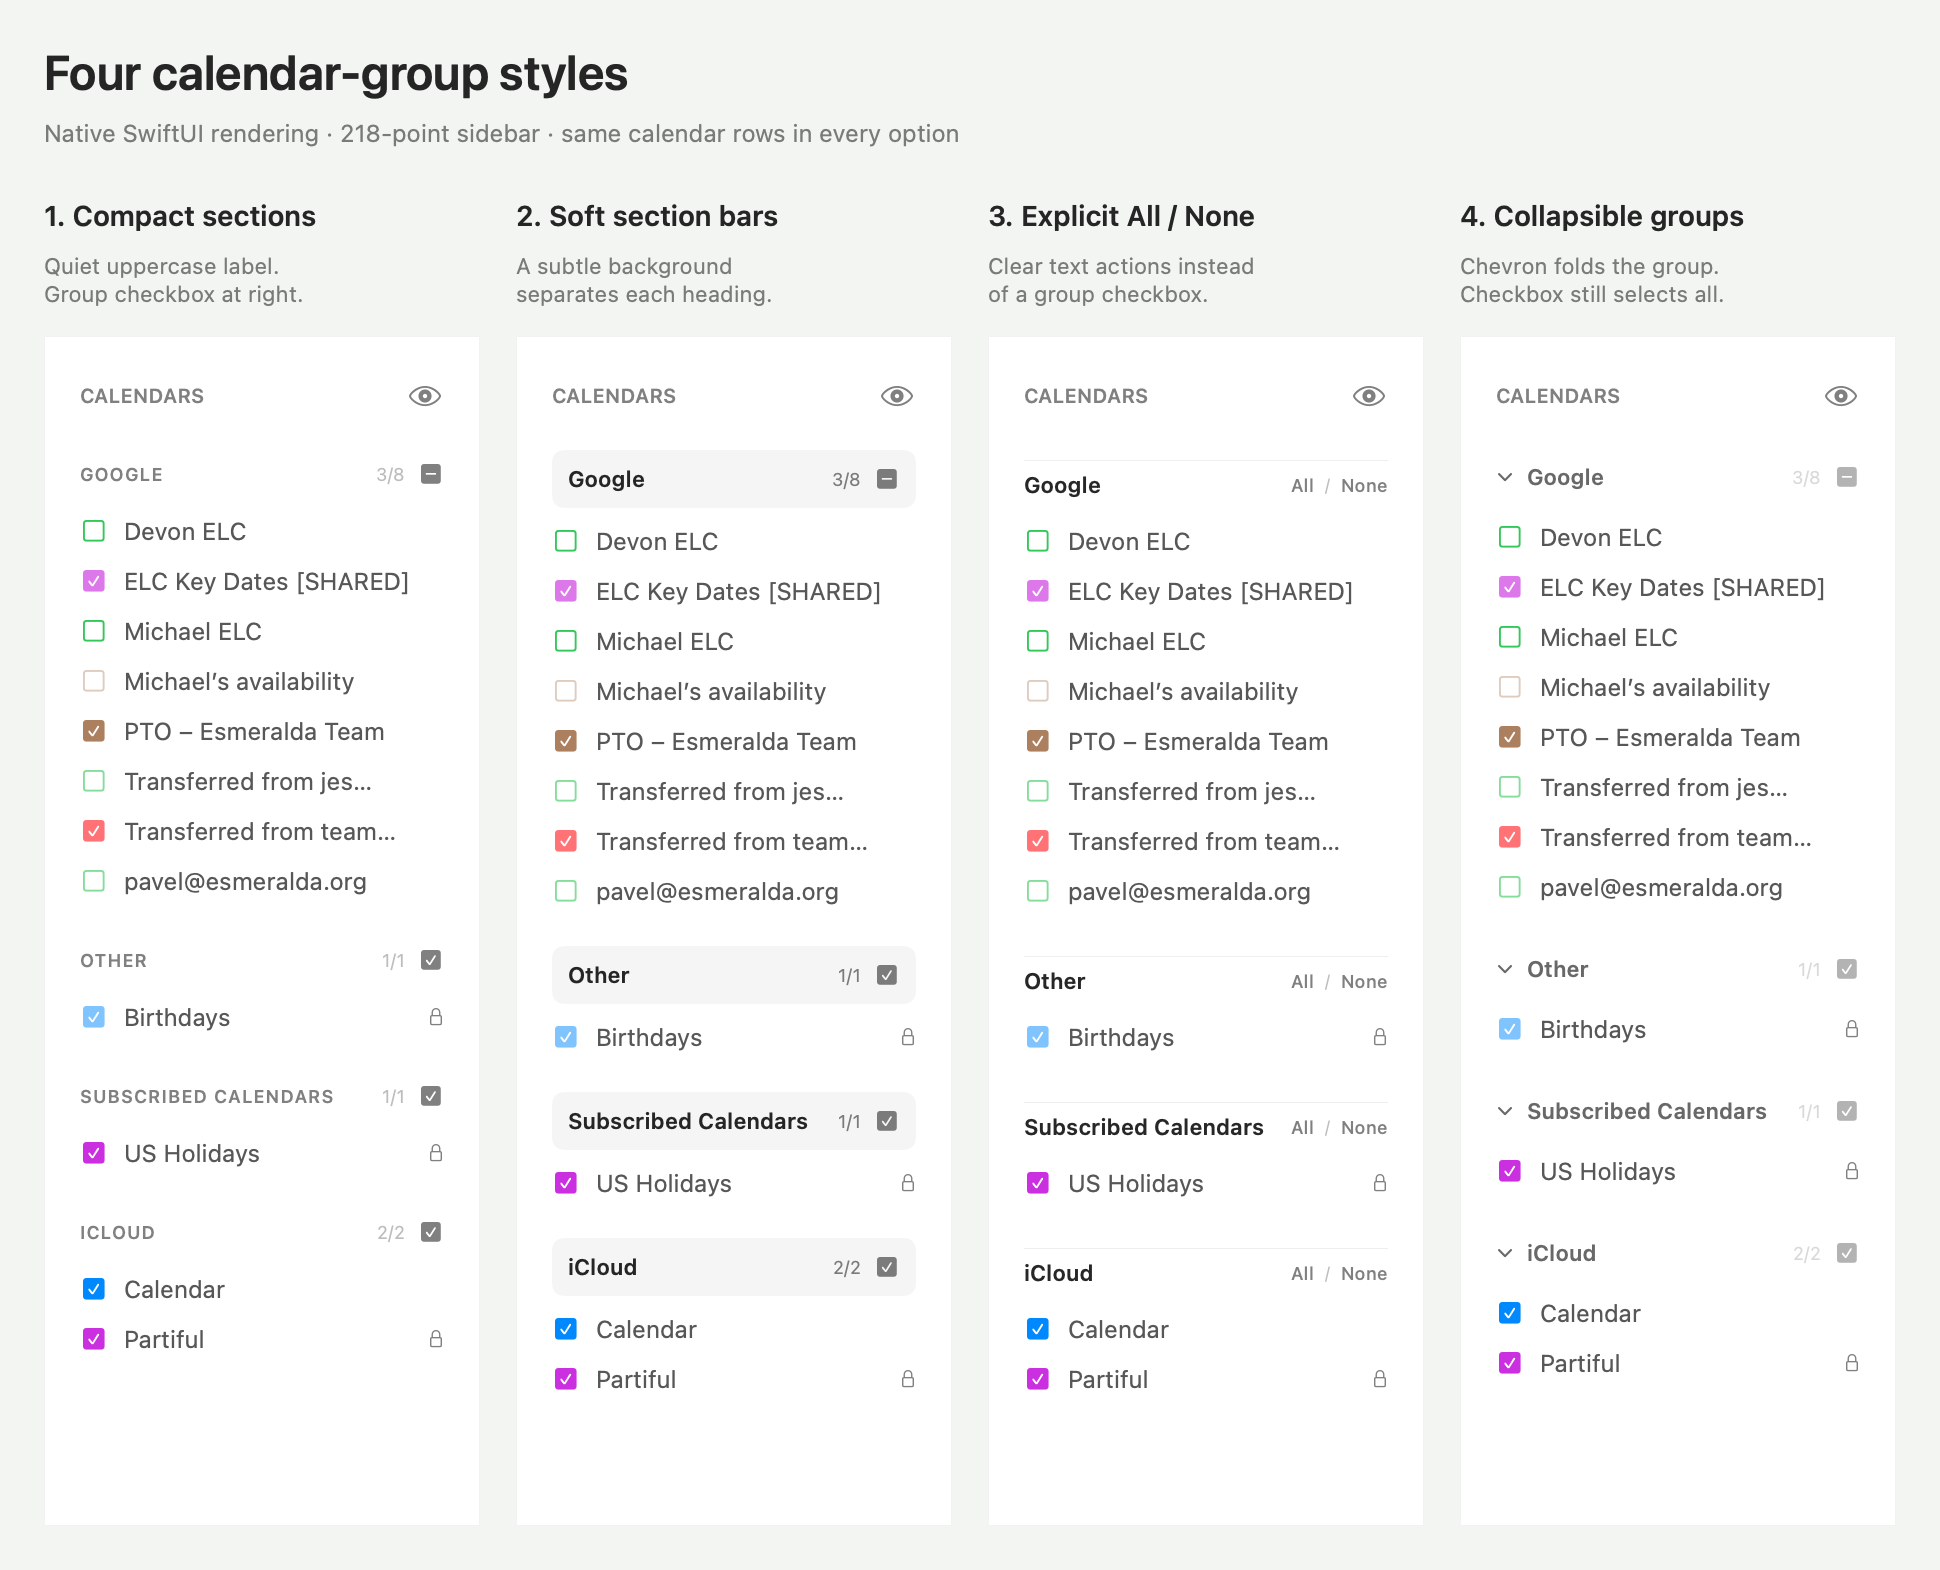 Four calendar-group styles
Native SwiftUI rendering · 218-point sidebar · same calendar rows in every option
1. Compact sections
Quiet uppercase label.
Group checkbox at right.
CALENDARS
GOOGLE 3/8
Devon ELC
ELC Key Dates [SHARED]
Michael ELC
Michael’s availability
PTO – Esmeralda Team
Transferred from jes...
Transferred from team...
pavel@esmeralda.org
OTHER 1/1
Birthdays
SUBSCRIBED CALENDARS 1/1
US Holidays
ICLOUD 2/2
Calendar
Partiful
2. Soft section bars
A subtle background
separates each heading.
CALENDARS
Google 3/8
Devon ELC
ELC Key Dates [SHARED]
Michael ELC
Michael’s availability
PTO – Esmeralda Team
Transferred from jes...
Transferred from team...
pavel@esmeralda.org
Other 1/1
Birthdays
Subscribed Calendars 1/1
US Holidays
iCloud 2/2
Calendar
Partiful
3. Explicit All / None
Clear text actions instead
of a group checkbox.
CALENDARS
Google All / None
Devon ELC
ELC Key Dates [SHARED]
Michael ELC
Michael’s availability
PTO – Esmeralda Team
Transferred from jes...
Transferred from team...
pavel@esmeralda.org
Other All / None
Birthdays
Subscribed Calendars All / None
US Holidays
iCloud All / None
Calendar
Partiful
4. Collapsible groups
Chevron folds the group.
Checkbox still selects all.
CALENDARS
Google 3/8
Devon ELC
ELC Key Dates [SHARED]
Michael ELC
Michael’s availability
PTO – Esmeralda Team
Transferred from jes...
Transferred from team...
pavel@esmeralda.org
Other 1/1
Birthdays
Subscribed Calendars 1/1
US Holidays
iCloud 2/2
Calendar
Partiful